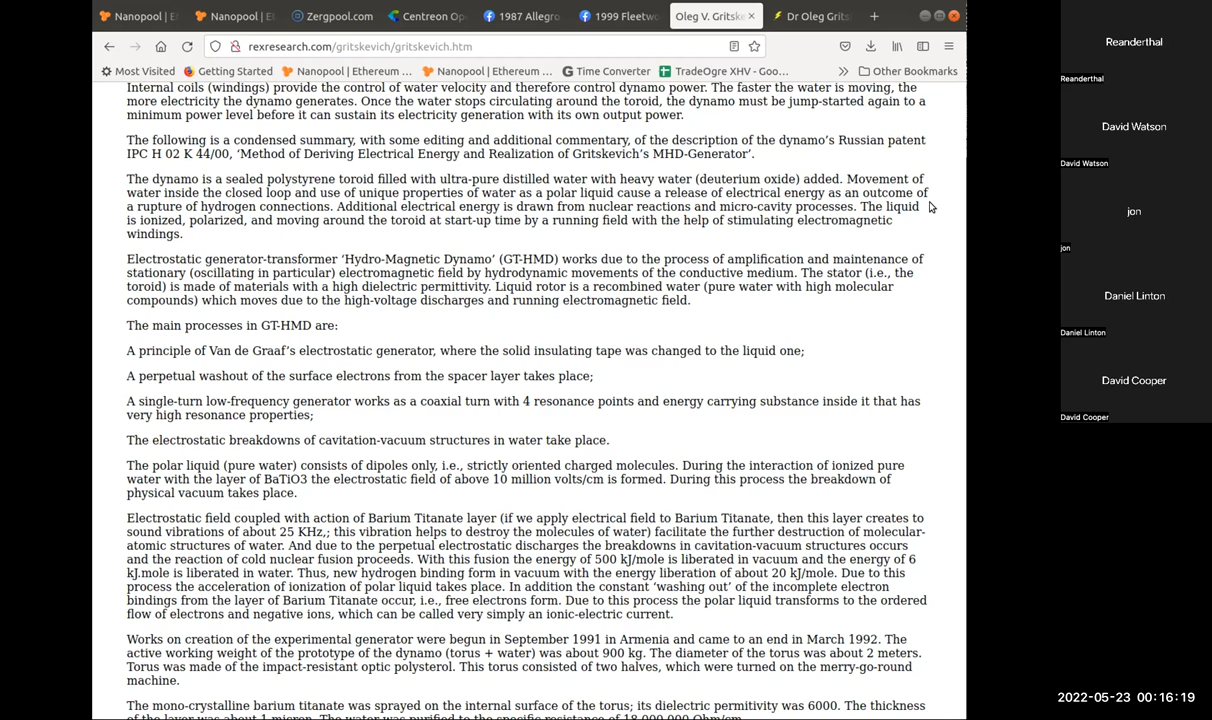 Nanopool | E
Nanopool | E
Zergpool.com
Centreon Op
1987 Allegro
1999 Fleetwo
Oleg V. Gritske
Dr Oleg Grits
rexresearch.com/gritskevich/gritskevich.htm
Most Visited
Getting Started
Nanopool | Ethereum ...
Nanopool | Ethereum ...
Time Converter
TradeOgre XHV - Goo...
Other Bookmarks
Internal coils (windings) provide the control of water velocity and therefore control dynamo power. The faster the water is moving, the
more electricity the dynamo generates. Once the water stops circulating around the toroid, the dynamo must be jump-started again to a
minimum power level before it can sustain its electricity generation with its own output power.
The following is a condensed summary, with some editing and additional commentary, of the description of the dynamo's Russian patent
IPC H 02 K 44/00, 'Method of Deriving Electrical Energy and Realization of Gritskevich's MHD-Generator'.
The dynamo is a sealed polystyrene toroid filled with ultra-pure distilled water with heavy water (deuterium oxide) added. Movement of
water inside the closed loop and use of unique properties of water as a polar liquid cause a release of electrical energy as an outcome of
a rupture of hydrogen connections. Additional electrical energy is drawn from nuclear reactions and micro-cavity processes. The liquid
is ionized, polarized, and moving around the toroid at start-up time by a running field with the help of stimulating electromagnetic
windings.
Electrostatic generator-transformer 'Hydro-Magnetic Dynamo' (GT-HMD) works due to the process of amplification and maintenance of
stationary (oscillating in particular) electromagnetic field by hydrodynamic movements of the conductive medium. The stator (i.e., the
toroid) is made of materials with a high dielectric permittivity. Liquid rotor is a recombined water (pure water with high molecular
compounds) which moves due to the high-voltage discharges and running electromagnetic field.
The main processes in GT-HMD are:
A principle of Van de Graaf's electrostatic generator, where the solid insulating tape was changed to the liquid one;
A perpetual washout of the surface electrons from the spacer layer takes place;
A single-turn low-frequency generator works as a coaxial turn with 4 resonance points and energy carrying substance inside it that has
very high resonance properties;
The electrostatic breakdowns of cavitation-vacuum structures in water take place.
The polar liquid (pure water) consists of dipoles only, i.e., strictly oriented charged molecules. During the interaction of ionized pure
water with the layer of BaTiO3 the electrostatic field of above 10 million volts/cm is formed. During this process the breakdown of
physical vacuum takes place.
Electrostatic field coupled with action of Barium Titanate layer (if we apply electrical field to Barium Titanate, then this layer creates to
sound vibrations of about 25 KHz,; this vibration helps to destroy the molecules of water) facilitate the further destruction of molecular-
atomic structures of water. And due to the perpetual electrostatic discharges the breakdowns in cavitation-vacuum structures occurs
and the reaction of cold nuclear fusion proceeds. With this fusion the energy of 500 kJ/mole is liberated in vacuum and the energy of 6
kJ.mole is liberated in water. Thus, new hydrogen binding form in vacuum with the energy liberation of about 20 kJ/mole. Due to this
process the acceleration of ionization of polar liquid takes place. In addition the constant 'washing out' of the incomplete electron
bindings from the layer of Barium Titanate occur, i.e., free electrons form. Due to this process the polar liquid transforms to the ordered
flow of electrons and negative ions, which can be called very simply an ionic-electric current.
Works on creation of the experimental generator were begun in September 1991 in Armenia and came to an end in March 1992. The
active working weight of the prototype of the dynamo (torus + water) was about 900 kg. The diameter of the torus was about 2 meters.
Torus was made of the impact-resistant optic polysterol. This torus consisted of two halves, which were turned on the merry-go-round
machine.
The mono-crystalline barium titanate was sprayed on the internal surface of the torus; its dielectric permitivity was 6000. The thickness
of the layer was about 1 micron. The water was purified to the specific resistance of 18,000,000 Ohm/cm.
Reanderthal
Reanderthal
David Watson
David Watson
jon
jon
Daniel Linton
Daniel Linton
David Cooper
David Cooper
2022-05-23 00:16:19